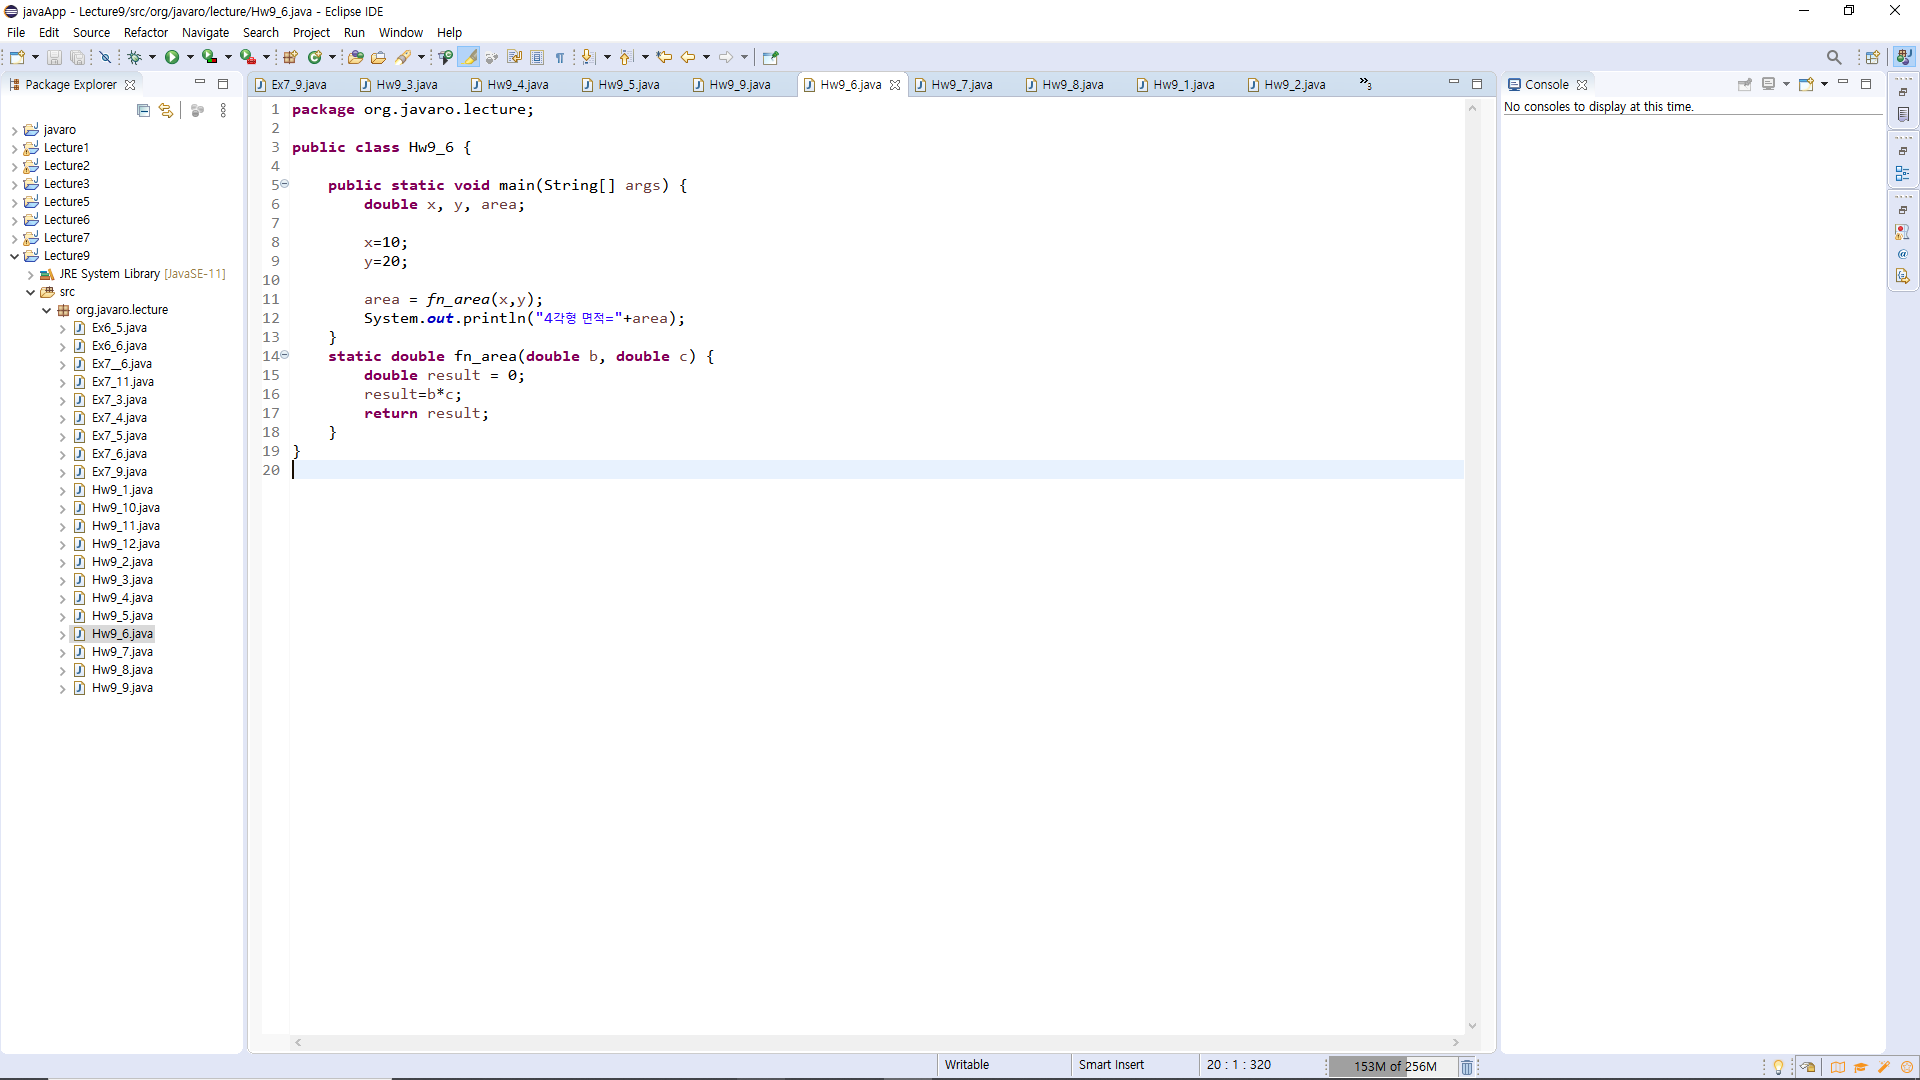 javaApp - Lecture9/src/org/javaro/lecture/Hw9_6.java - Eclipse IDE
File Edit Source Refactor Navigate Search Project Run Window Help
Package Explorer
javaro
Lecture1
Lecture2
Lecture3
Lecture5
Lecture6
Lecture7
Lecture9
JRE System Library [JavaSE-11]
src
org.javaro.lecture
Ex6_5.java
Ex6_6.java
Ex7__6.java
Ex7_11.java
Ex7_3.java
Ex7_4.java
Ex7_5.java
Ex7_6.java
Ex7_9.java
Hw9_1.java
Hw9_10.java
Hw9_11.java
Hw9_12.java
Hw9_2.java
Hw9_3.java
Hw9_4.java
Hw9_5.java
Hw9_6.java
Hw9_7.java
Hw9_8.java
Hw9_9.java
Ex7_9.java Hw9_3.java Hw9_4.java Hw9_5.java Hw9_9.java Hw9_6.java Hw9_7.java Hw9_8.java Hw9_1.java Hw9_2.java »3
1 package org.javaro.lecture;
2
3 public class Hw9_6 {
4
5 public static void main(String[] args) {
6 double x, y, area;
7
8 x=10;
9 y=20;
10
11 area = fn_area(x,y);
12 System.out.println("4각형 면적="+area);
13 }
14 static double fn_area(double b, double c) {
15 double result = 0;
16 result=b*c;
17 return result;
18 }
19 }
20
Console
No consoles to display at this time.
Writable Smart Insert 20 : 1 : 320 153M of 256M